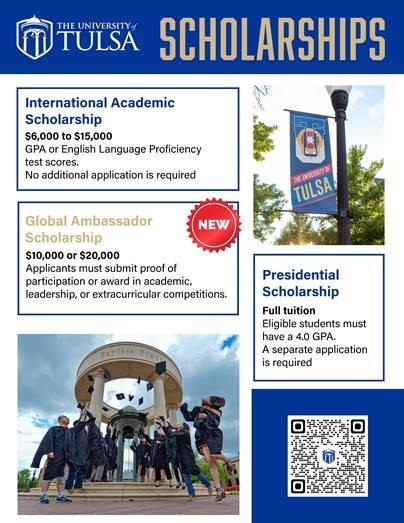 THE UNIVERSITY of
TULSA
SCHOLARSHIPS
International Academic
Scholarship
$6,000 to $15,000
GPA or English Language Proficiency
test scores.
No additional application is required
Global Ambassador
Scholarship
NEW
$10,000 or $20,000
Applicants must submit proof of
participation or award in academic,
leadership, or extracurricular competitions.
THE UNIVERSITY OF
TULSA
Presidential
Scholarship
Full tuition
Eligible students must
have a 4.0 GPA.
A separate application
is required